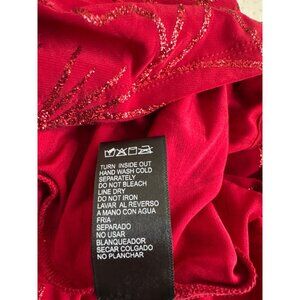 TURN INSIDE OUT
HAND WASH COLD
SEPARATELY
DO NOT BLEACH
LINE DRY
DO NOT IRON
LAVAR AL REVERSO
A MANO CON AGUA
FRIA
SEPARADO
NO USAR
BLANQUEADOR
SECAR COLGADO
NO PLANCHAR